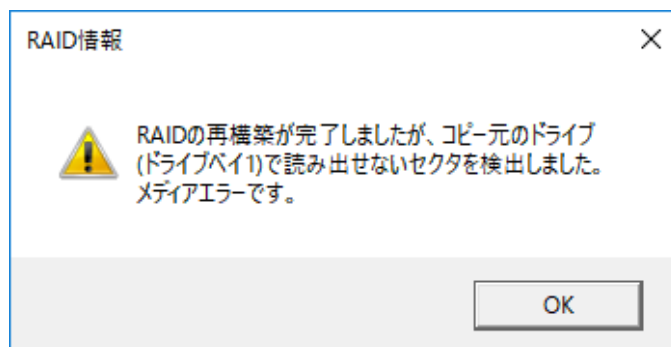 RAID情報
RAIDの再構築が完了しましたが、コピー元のドライブ
(ドライブベイ1)で読み出せないセクタを検出しました。
メディアエラーです。
OK